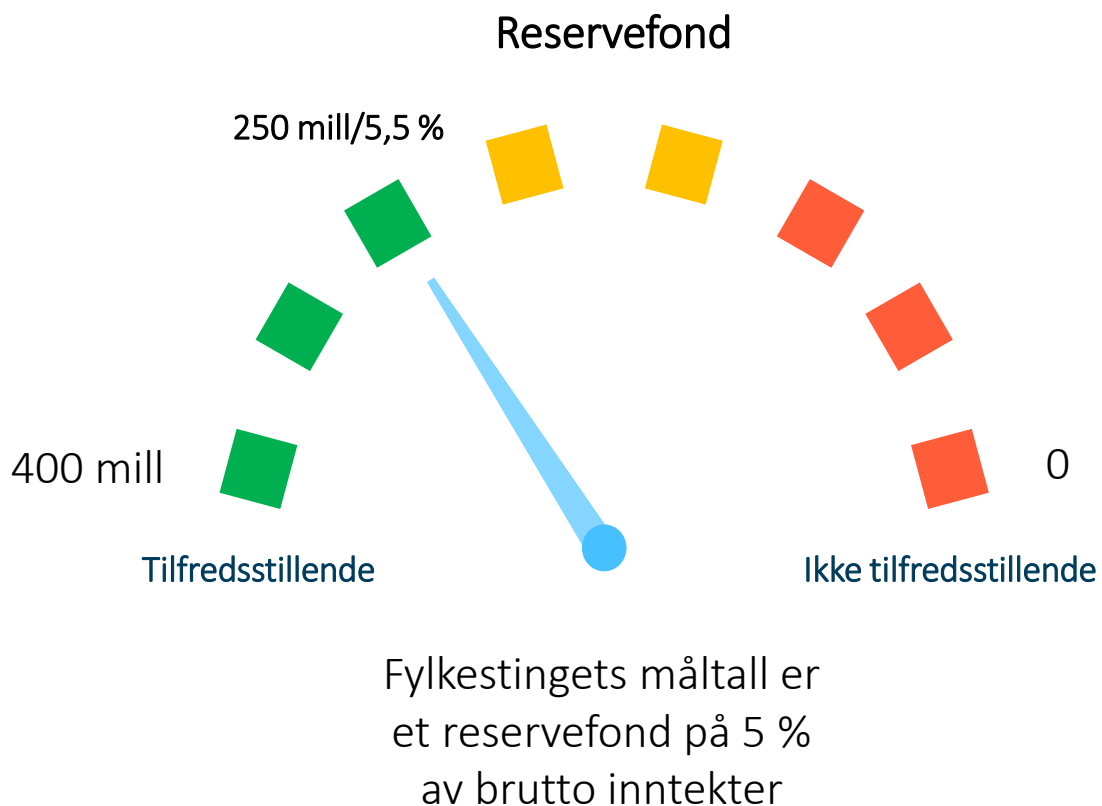 Reservefond
250 mill/5,5 %
400 mill
0
Tilfredsstillende
Ikke tilfredsstillende
Fylkestingets måltall er
et reservefond på 5 %
av brutto inntekter